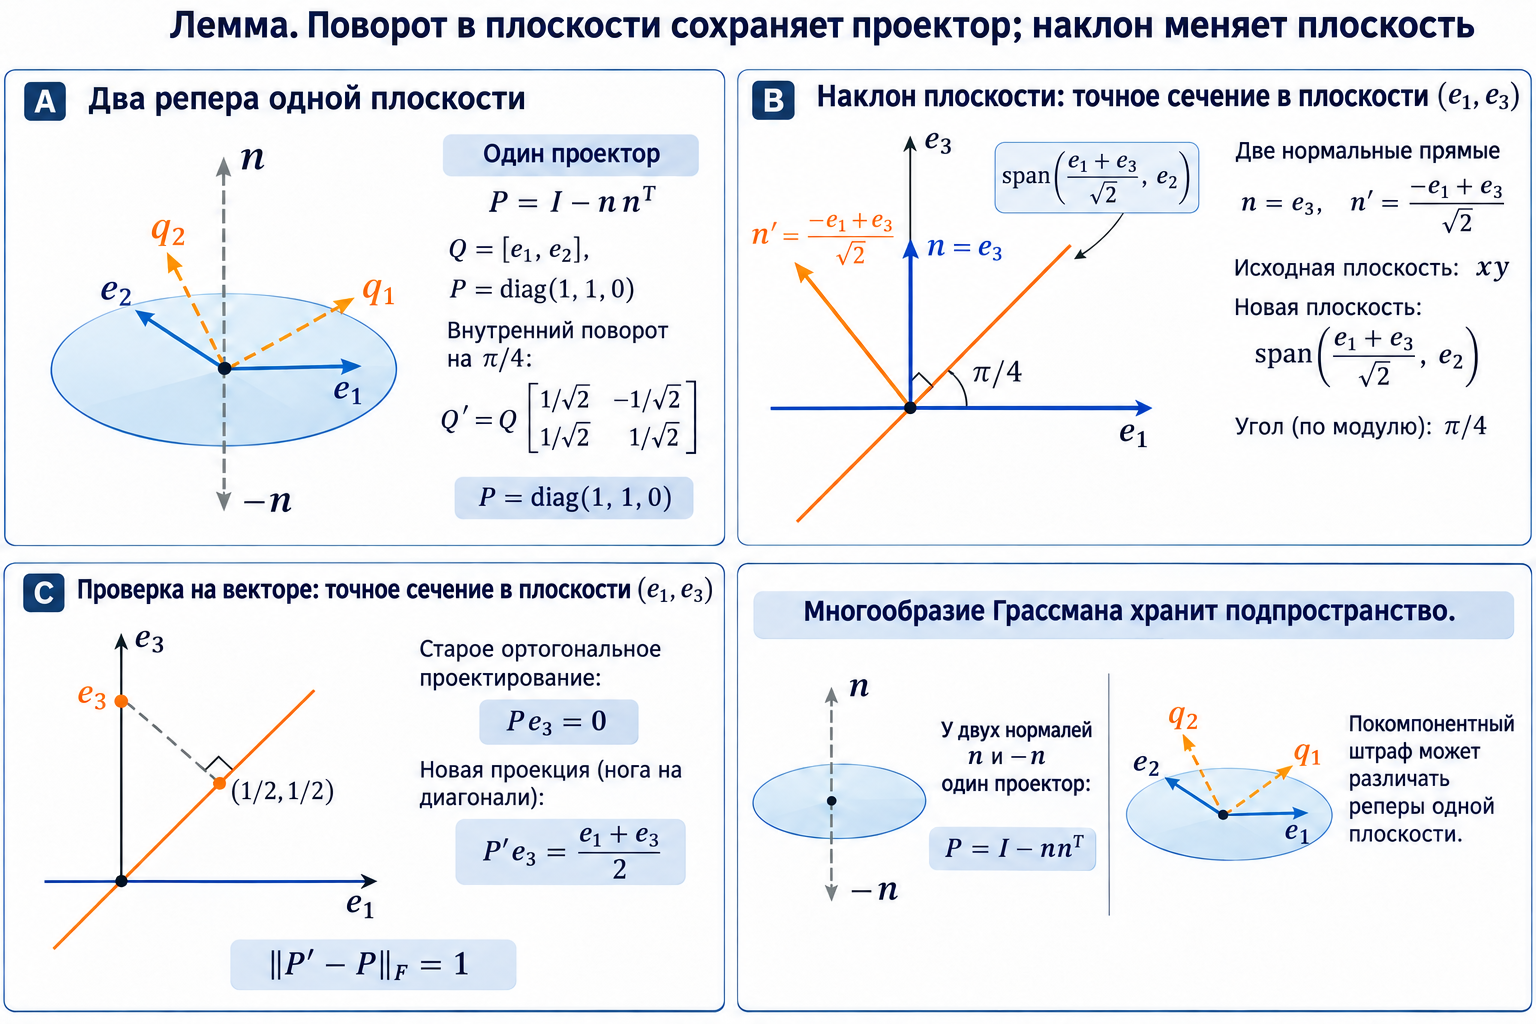 Лемма. Поворот в плоскости сохраняет проектор; наклон меняет плоскость
A Два репера одной плоскости
n
q₂
q₁
e₂
e₁
−n
Один проектор
P = I − n nᵀ
Q = [e₁, e₂],
P = diag(1, 1, 0)
Внутренний поворот
на π/4:
Q′ = Q [1/√2 −1/√2
1/√2 1/√2]
P = diag(1, 1, 0)
B Наклон плоскости: точное сечение в плоскости (e₁, e₃)
e₃
span((e₁ + e₃)/√2, e₂)
n′ = (−e₁ + e₃)/√2
n = e₃
π/4
e₁
Две нормальные прямые
n = e₃, n′ = (−e₁ + e₃)/√2
Исходная плоскость: xy
Новая плоскость:
span((e₁ + e₃)/√2, e₂)
Угол (по модулю): π/4
C Проверка на векторе: точное сечение в плоскости (e₁, e₃)
e₃
e₃
(1/2, 1/2)
e₁
Старое ортогональное
проектирование:
Pe₃ = 0
Новая проекция (нога на
диагонали):
P′e₃ = (e₁ + e₃)/2
‖P′ − P‖_F = 1
Многообразие Грассмана хранит подпространство.
n
−n
У двух нормалей
n и −n
один проектор:
P = I − nnᵀ
q₂
q₁
e₂
e₁
Покомпонентный
штраф может
различать
реперы одной
плоскости.